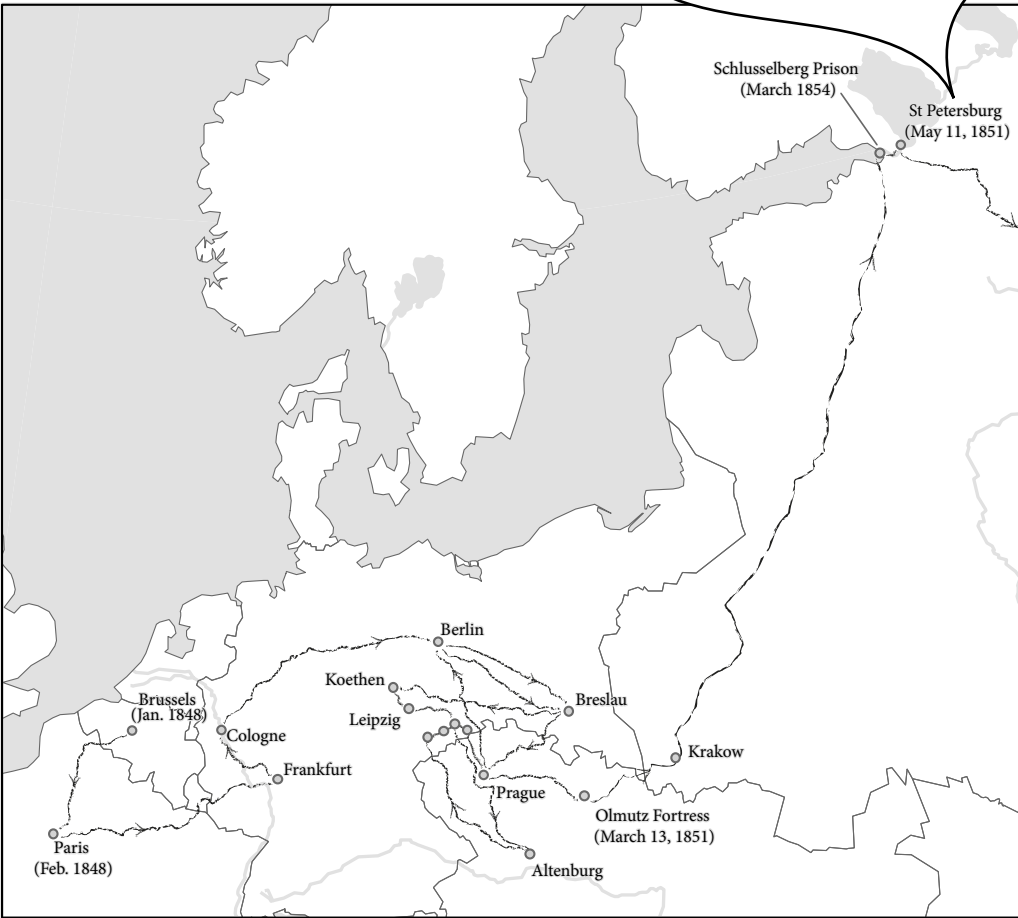 Schlusselberg Prison
(March 1854)
St Petersburg
(May 11, 1851)
Berlin
Koethen
Brussels
(Jan. 1848)
Leipzig
Breslau
Cologne
Krakow
Frankfurt
Prague
Olmutz Fortress
(March 13, 1851)
Paris
(Feb. 1848)
Altenburg